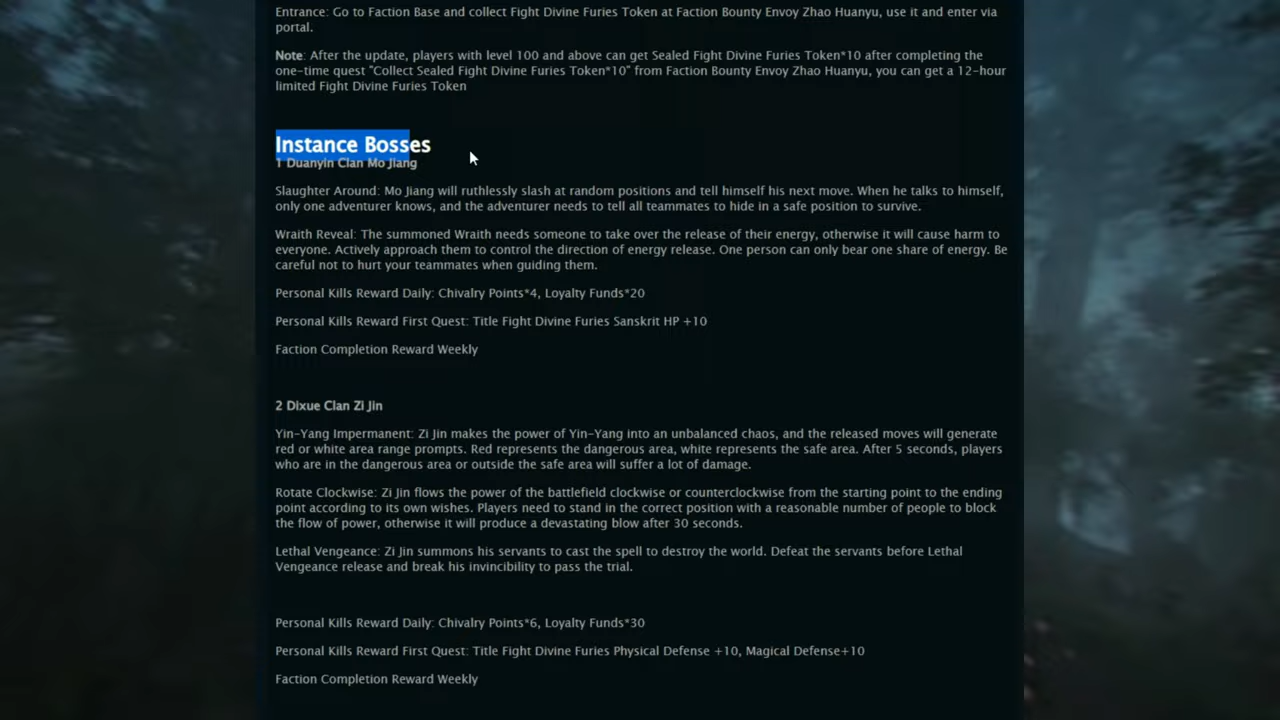 Entrance: Go to Faction Base and collect Fight Divine Furies Token at Faction Bounty Envoy Zhao Huanyu, use it and enter via
portal.
Note: After the update, players with level 100 and above can get Sealed Fight Divine Furies Token*10 after completing the
one-time quest "Collect Sealed Fight Divine Furies Token*10" from Faction Bounty Envoy Zhao Huanyu, you can get a 12-hour
limited Fight Divine Furies Token
Instance Bosses
1 Duanyin Clan Mo Jiang
Slaughter Around: Mo Jiang will ruthlessly slash at random positions and tell himself his next move. When he talks to himself,
only one adventurer knows, and the adventurer needs to tell all teammates to hide in a safe position to survive.
Wraith Reveal: The summoned Wraith needs someone to take over the release of their energy, otherwise it will cause harm to
everyone. Actively approach them to control the direction of energy release. One person can only bear one share of energy. Be
careful not to hurt your teammates when guiding them.
Personal Kills Reward Daily: Chivalry Points*4, Loyalty Funds*20
Personal Kills Reward First Quest: Title Fight Divine Furies Sanskrit HP +10
Faction Completion Reward Weekly
2 Dixue Clan Zi Jin
Yin-Yang Impermanent: Zi Jin makes the power of Yin-Yang into an unbalanced chaos, and the released moves will generate
red or white area range prompts. Red represents the dangerous area, white represents the safe area. After 5 seconds, players
who are in the dangerous area or outside the safe area will suffer a lot of damage.
Rotate Clockwise: Zi Jin flows the power of the battlefield clockwise or counterclockwise from the starting point to the ending
point according to its own wishes. Players need to stand in the correct position with a reasonable number of people to block
the flow of power, otherwise it will produce a devastating blow after 30 seconds.
Lethal Vengeance: Zi Jin summons his servants to cast the spell to destroy the world. Defeat the servants before Lethal
Vengeance release and break his invincibility to pass the trial.
Personal Kills Reward Daily: Chivalry Points*6, Loyalty Funds*30
Personal Kills Reward First Quest: Title Fight Divine Furies Physical Defense +10, Magical Defense+10
Faction Completion Reward Weekly